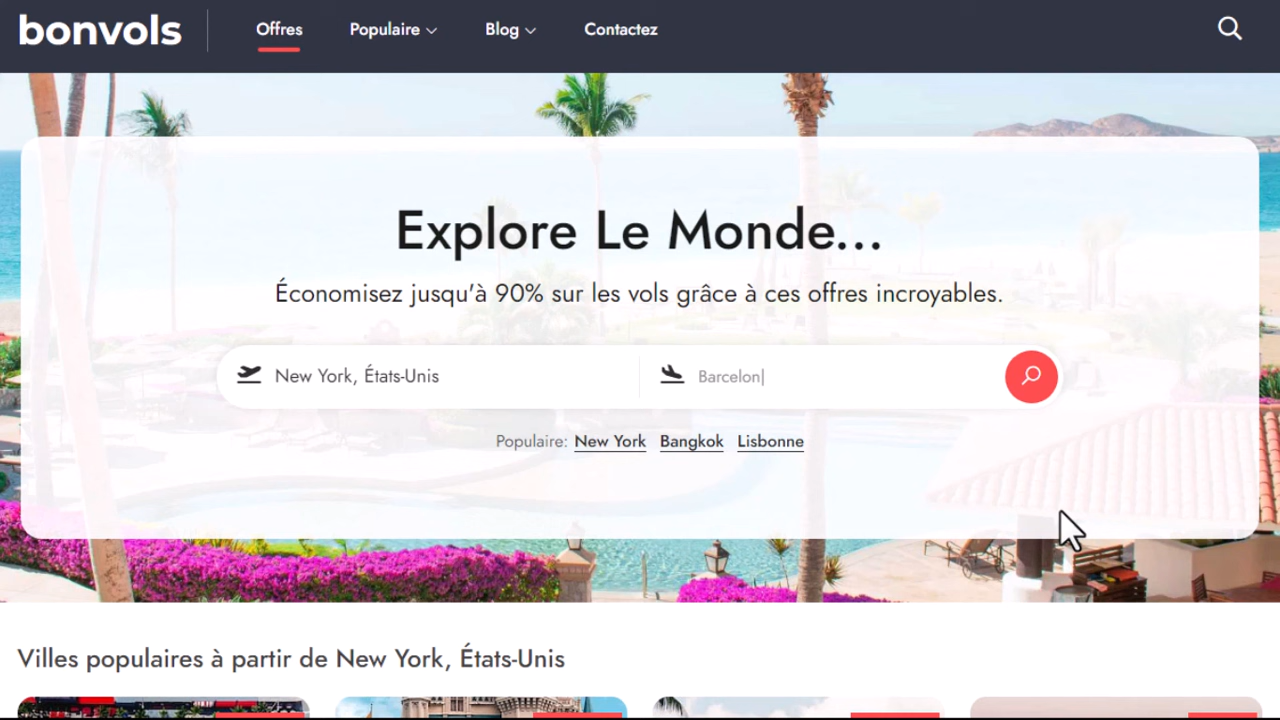 bonvols
Offres
Populaire
Blog
Contactez
Explore Le Monde...
Économisez jusqu'à 90% sur les vols grâce à ces offres incroyables.
New York, États-Unis
Barcelon
Populaire: New York Bangkok Lisbonne
Villes populaires à partir de New York, États-Unis